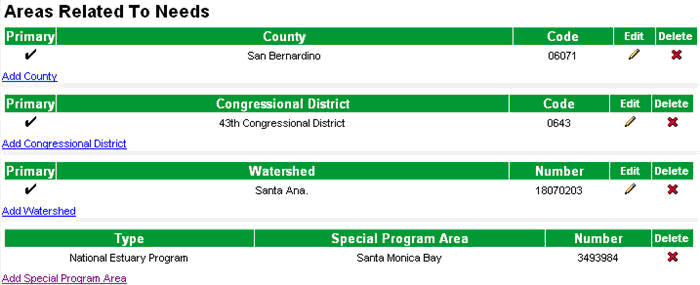 Areas Related To Needs
Primary County Code Edit Delete
San Bernardino 06071
Add County
Primary Congressional District Code Edit Delete
43th Congressional District 0643
Add Congressional District
Primary Watershed Number Edit Delete
Santa Ana. 18070203
Add Watershed
Type Special Program Area Number Delete
National Estuary Program Santa Monica Bay 3493984
Add Special Program Area